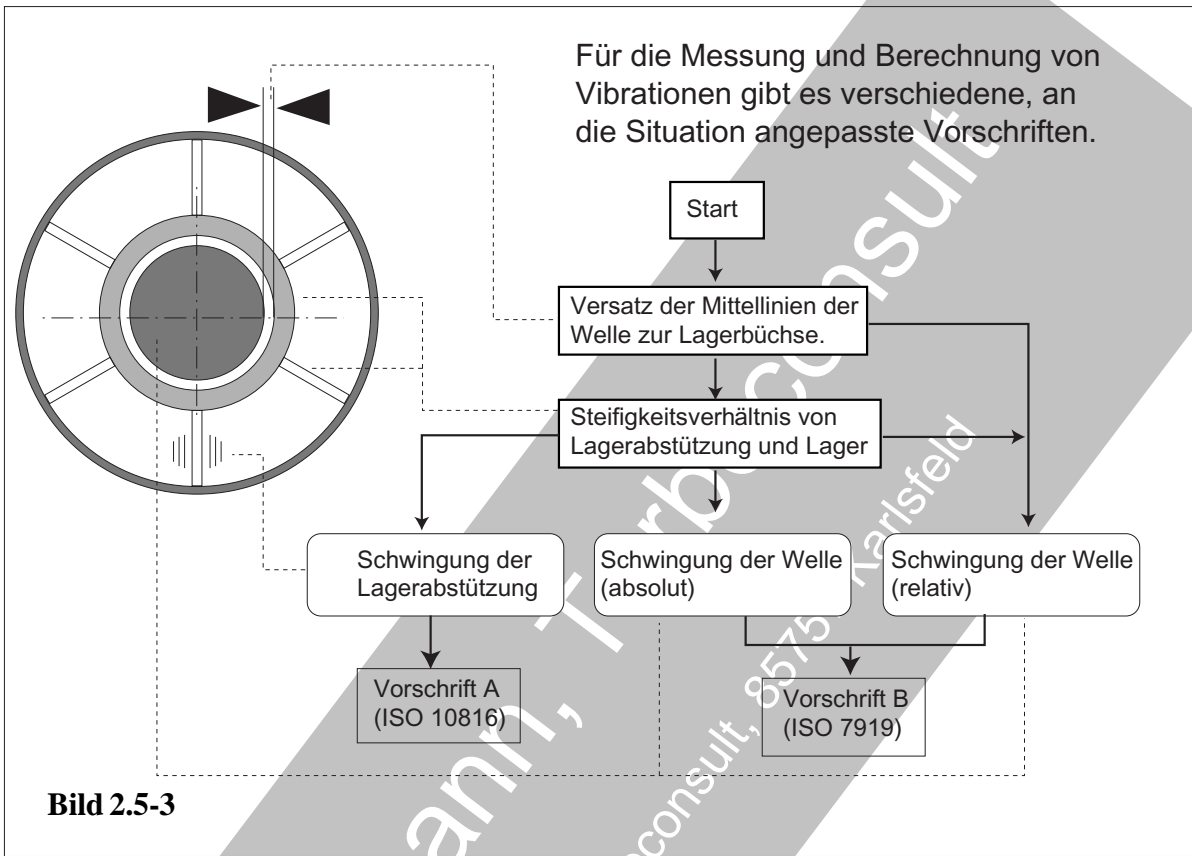 Für die Messung und Berechnung von
Vibrationen gibt es verschiedene, an
die Situation angepasste Vorschriften.
Start
Versatz der Mittellinien der
Welle zur Lagerbüchse.
Steifigkeitsverhältnis von
Lagerabstützung und Lager
Schwingung der
Lagerabstützung
Schwingung der Welle
(absolut)
Schwingung der Welle
(relativ)
Vorschrift A
(ISO 10816)
Vorschrift B
(ISO 7919)
Bild 2.5-3
Karlsfeld